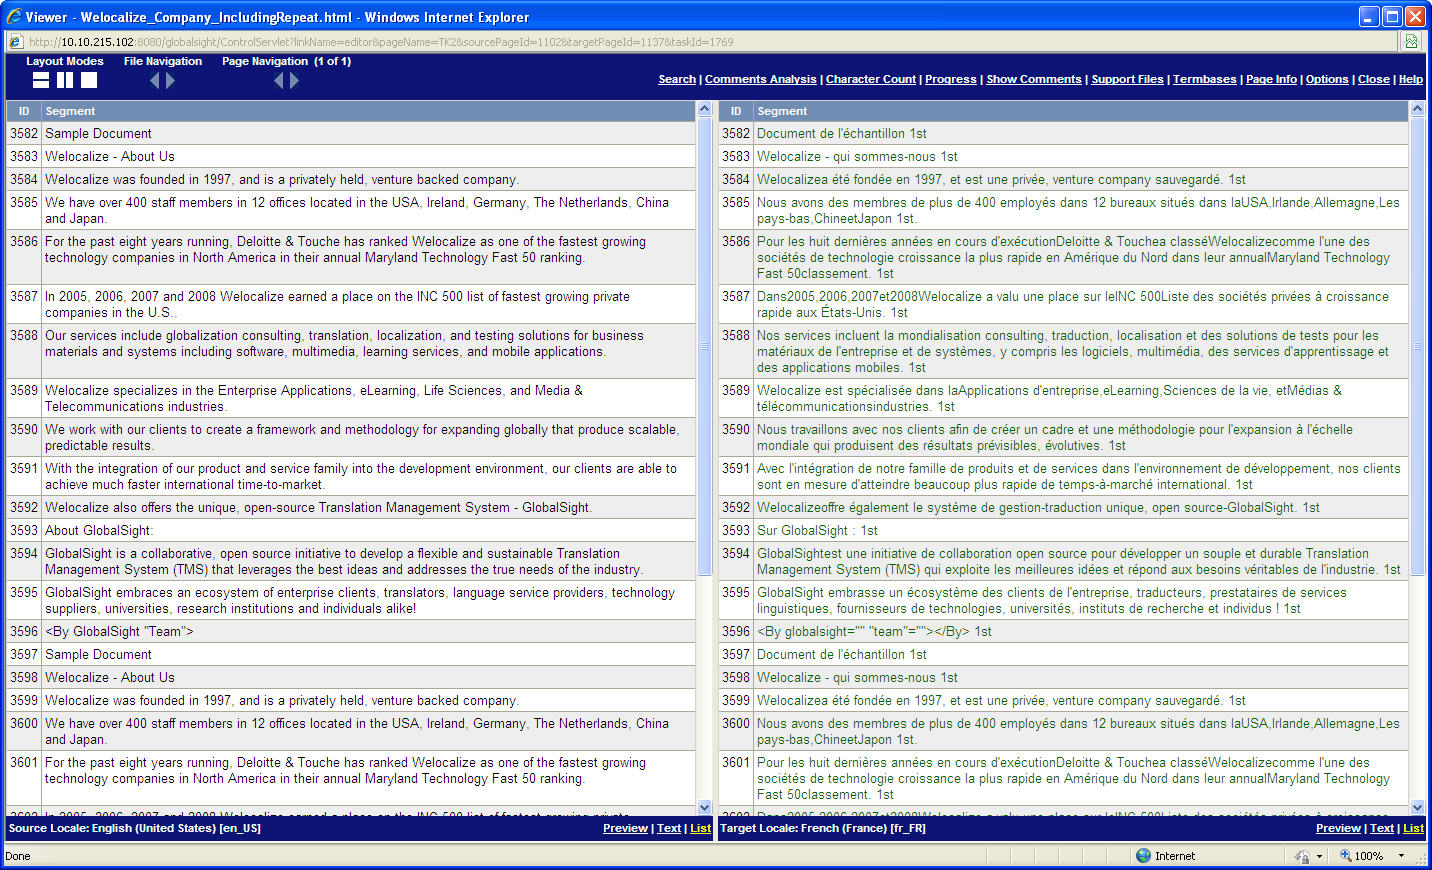 Viewer - Welocalize_Company_IncludingRepeat.html - Windows Internet Explorer
http://10.10.215.102:8080/globalsight/ControlServlet?linkName=editor&pageName=TK2&sourcePageId=1102&targetPageId=1137&taskId=1769
Layout Modes File Navigation Page Navigation (1 of 1)
Search | Comments Analysis | Character Count | Progress | Show Comments | Support Files | Termbases | Page Info | Options | Close | Help
ID Segment
3582 Sample Document
3583 Welocalize - About Us
3584 Welocalize was founded in 1997, and is a privately held, venture backed company.
3585 We have over 400 staff members in 12 offices located in the USA, Ireland, Germany, The Netherlands, China
and Japan.
3586 For the past eight years running, Deloitte & Touche has ranked Welocalize as one of the fastest growing
technology companies in North America in their annual Maryland Technology Fast 50 ranking.
3587 In 2005, 2006, 2007 and 2008 Welocalize earned a place on the INC 500 list of fastest growing private
companies in the U.S..
3588 Our services include globalization consulting, translation, localization, and testing solutions for business
materials and systems including software, multimedia, learning services, and mobile applications.
3589 Welocalize specializes in the Enterprise Applications, eLearning, Life Sciences, and Media &
Telecommunications industries.
3590 We work with our clients to create a framework and methodology for expanding globally that produce scalable,
predictable results.
3591 With the integration of our product and service family into the development environment, our clients are able to
achieve much faster international time-to-market.
3592 Welocalize also offers the unique, open-source Translation Management System - GlobalSight.
3593 About GlobalSight:
3594 GlobalSight is a collaborative, open source initiative to develop a flexible and sustainable Translation
Management System (TMS) that leverages the best ideas and addresses the true needs of the industry.
3595 GlobalSight embraces an ecosystem of enterprise clients, translators, language service providers, technology
suppliers, universities, research institutions and individuals alike!
3596 <By GlobalSight "Team">
3597 Sample Document
3598 Welocalize - About Us
3599 Welocalize was founded in 1997, and is a privately held, venture backed company.
3600 We have over 400 staff members in 12 offices located in the USA, Ireland, Germany, The Netherlands, China
and Japan.
3601 For the past eight years running, Deloitte & Touche has ranked Welocalize as one of the fastest growing
technology companies in North America in their annual Maryland Technology Fast 50 ranking.
3602 In 2005, 2006, 2007 and 2008 Welocalize earned a place on the INC 500 list of fastest growing private
Source Locale: English (United States) [en_US] Preview | Text | List
ID Segment
3582 Document de l'échantillon 1st
3583 Welocalize - qui sommes-nous 1st
3584 Welocalizea été fondée en 1997, et est une privée, venture company sauvegardé. 1st
3585 Nous avons des membres de plus de 400 employés dans 12 bureaux situés dans laUSA,Irlande,Allemagne,Les
pays-bas,ChineetJapon 1st.
3586 Pour les huit dernières années en cours d'exécutionDeloitte & Touchea classéWelocalizecomme l'une des
sociétés de technologie croissance la plus rapide en Amérique du Nord dans leur annualMaryland Technology
Fast 50classement. 1st
3587 Dans2005,2006,2007et2008Welocalize a valu une place sur leINC 500Liste des sociétés privées à croissance
rapide aux États-Unis. 1st
3588 Nos services incluent la mondialisation consulting, traduction, localisation et des solutions de tests pour les
matériaux de l'entreprise et de systèmes, y compris les logiciels, multimédia, des services d'apprentissage et
des applications mobiles. 1st
3589 Welocalize est spécialisée dans laApplications d'entreprise,eLearning,Sciences de la vie, etMédias &
télécommunicationsindustries. 1st
3590 Nous travaillons avec nos clients afin de créer un cadre et une méthodologie pour l'expansion à l'échelle
mondiale qui produisent des résultats prévisibles, évolutives. 1st
3591 Avec l'intégration de notre famille de produits et de services dans l'environnement de développement, nos clients
sont en mesure d'atteindre beaucoup plus rapide de temps-à-marché international. 1st
3592 Welocalizeoffre également le système de gestion-traduction unique, open source-GlobalSight. 1st
3593 Sur GlobalSight : 1st
3594 GlobalSightest une initiative de collaboration open source pour développer un souple et durable Translation
Management System (TMS) qui exploite les meilleures idées et répond aux besoins véritables de l'industrie. 1st
3595 GlobalSight embrasse un écosystème des clients de l'entreprise, traducteurs, prestataires de services
linguistiques, fournisseurs de technologies, universités, instituts de recherche et individus ! 1st
3596 <By globalsight="" "team"=""></By> 1st
3597 Document de l'échantillon 1st
3598 Welocalize - qui sommes-nous 1st
3599 Welocalizea été fondée en 1997, et est une privée, venture company sauvegardé. 1st
3600 Nous avons des membres de plus de 400 employés dans 12 bureaux situés dans laUSA,Irlande,Allemagne,Les
pays-bas,ChineetJapon 1st.
3601 Pour les huit dernières années en cours d'exécutionDeloitte & Touchea classéWelocalizecomme l'une des
sociétés de technologie croissance la plus rapide en Amérique du Nord dans leur annualMaryland Technology
Fast 50classement. 1st
3602 Dans2005,2006,2007et2008Welocalize a valu une place sur leINC 500Liste des sociétés privées à croissance
Target Locale: French (France) [fr_FR] Preview | Text | List
Done Internet 100%